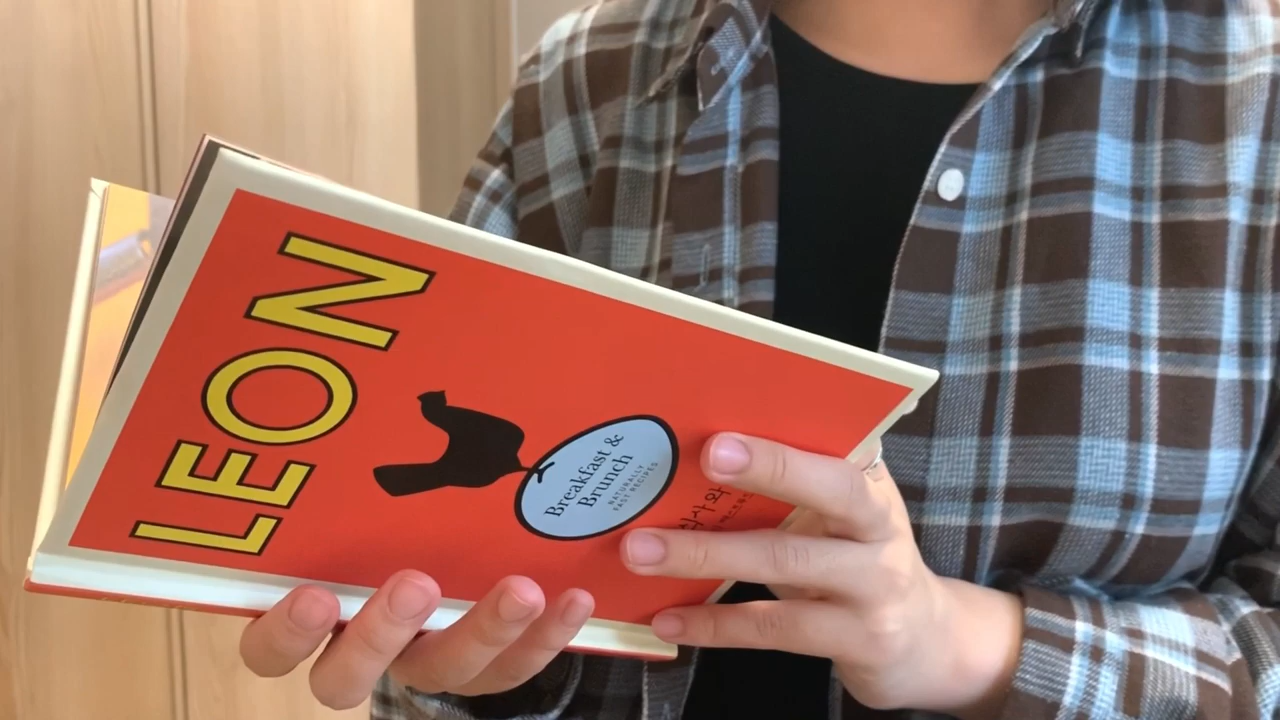 LEON
Breakfast &
Brunch
NATURALLY
FAST RECIPES